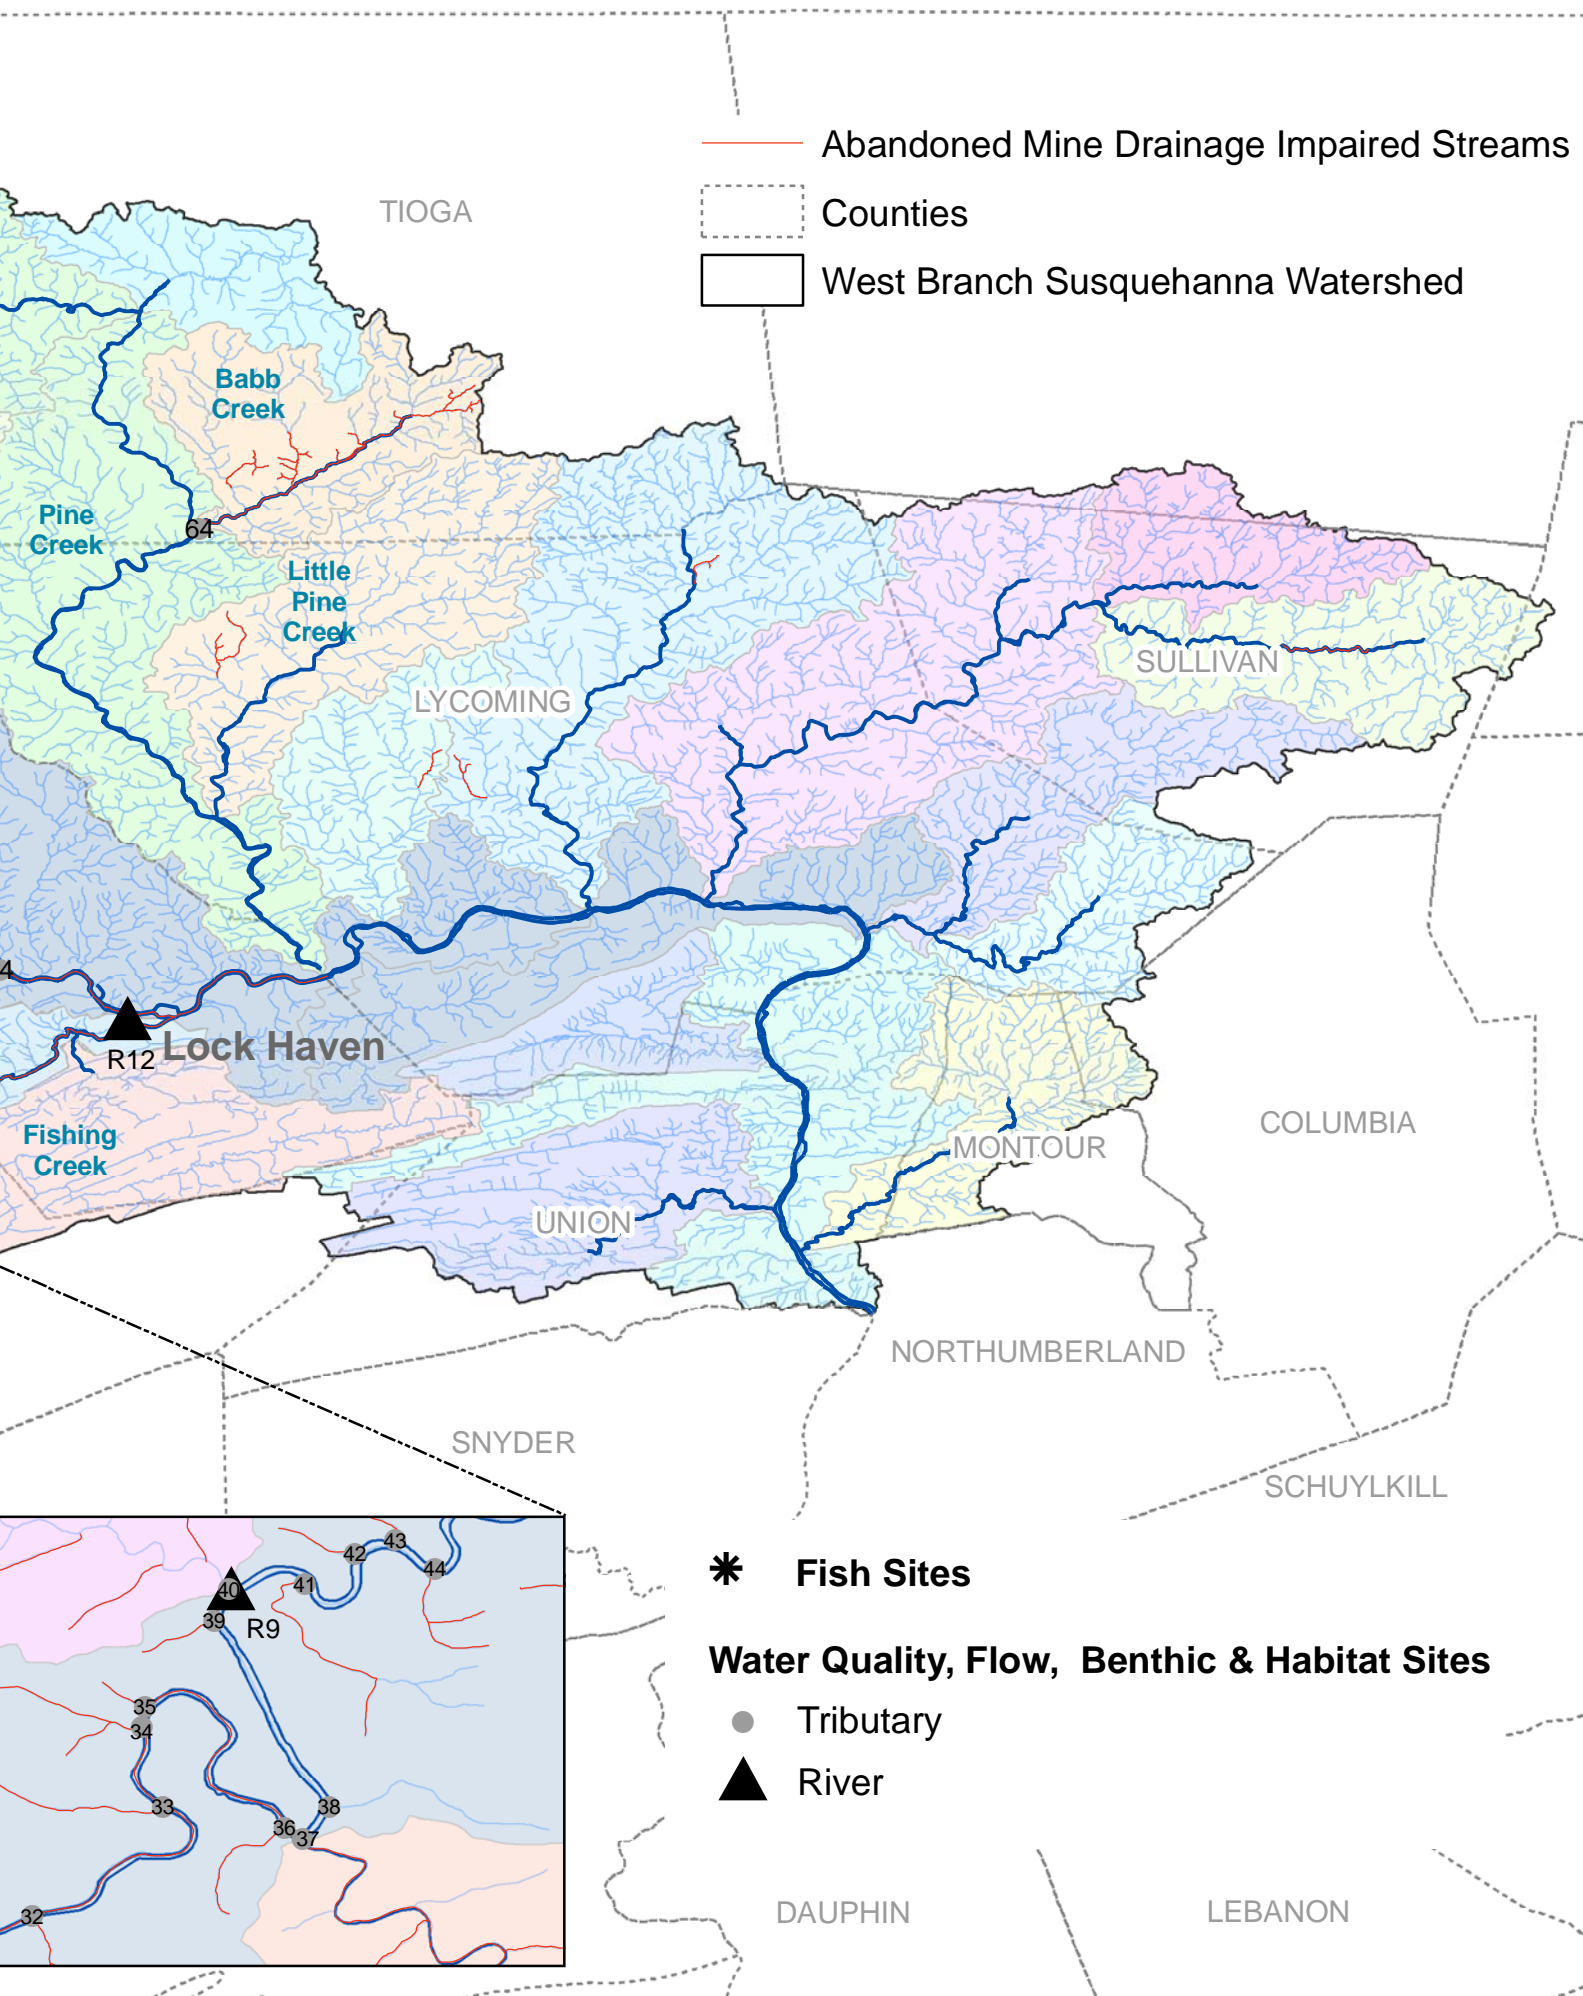 Abandoned Mine Drainage Impaired Streams
TIOGA
Counties
West Branch Susquehanna Watershed
Babb
Creek
Pine
Creek
64
Little
Pine
Creek
SULLIVAN
LYCOMING
4
Lock Haven
R12
COLUMBIA
Fishing
Creek
MONTOUR
UNION
NORTHUMBERLAND
SNYDER
SCHUYLKILL
43
42
44
41
40
39
R9
35
34
33
38
36
37
32
Fish Sites
Water Quality, Flow, Benthic & Habitat Sites
Tributary
River
DAUPHIN
LEBANON